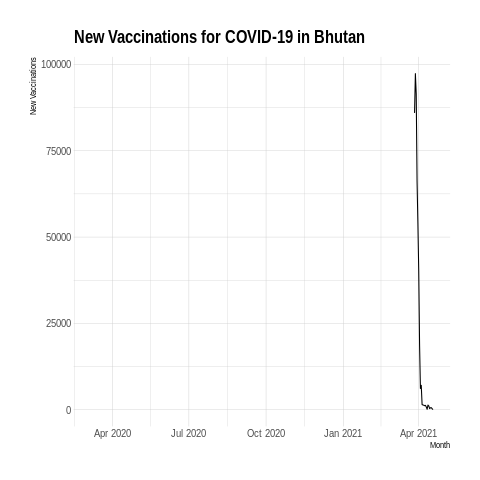 New Vaccinations for COVID-19 in Bhutan
New Vaccinations
100000
75000
50000
25000
0
Apr 2020 Jul 2020 Oct 2020 Jan 2021 Apr 2021
Month